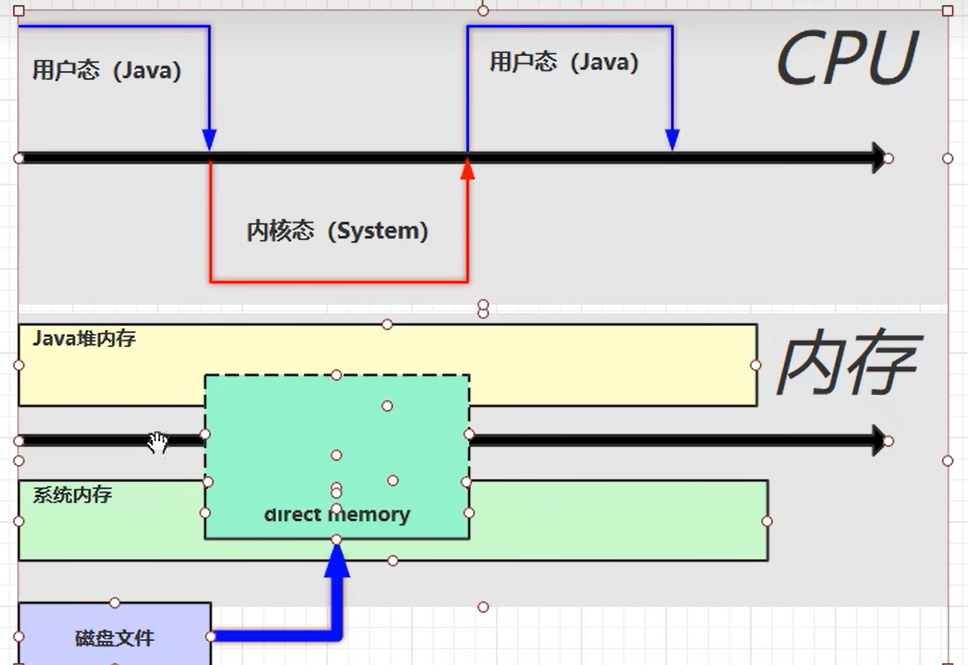 用户态（Java）
用户态（Java）
CPU
内核态（System）
Java堆内存
内存
系统内存
direct memory
磁盘文件